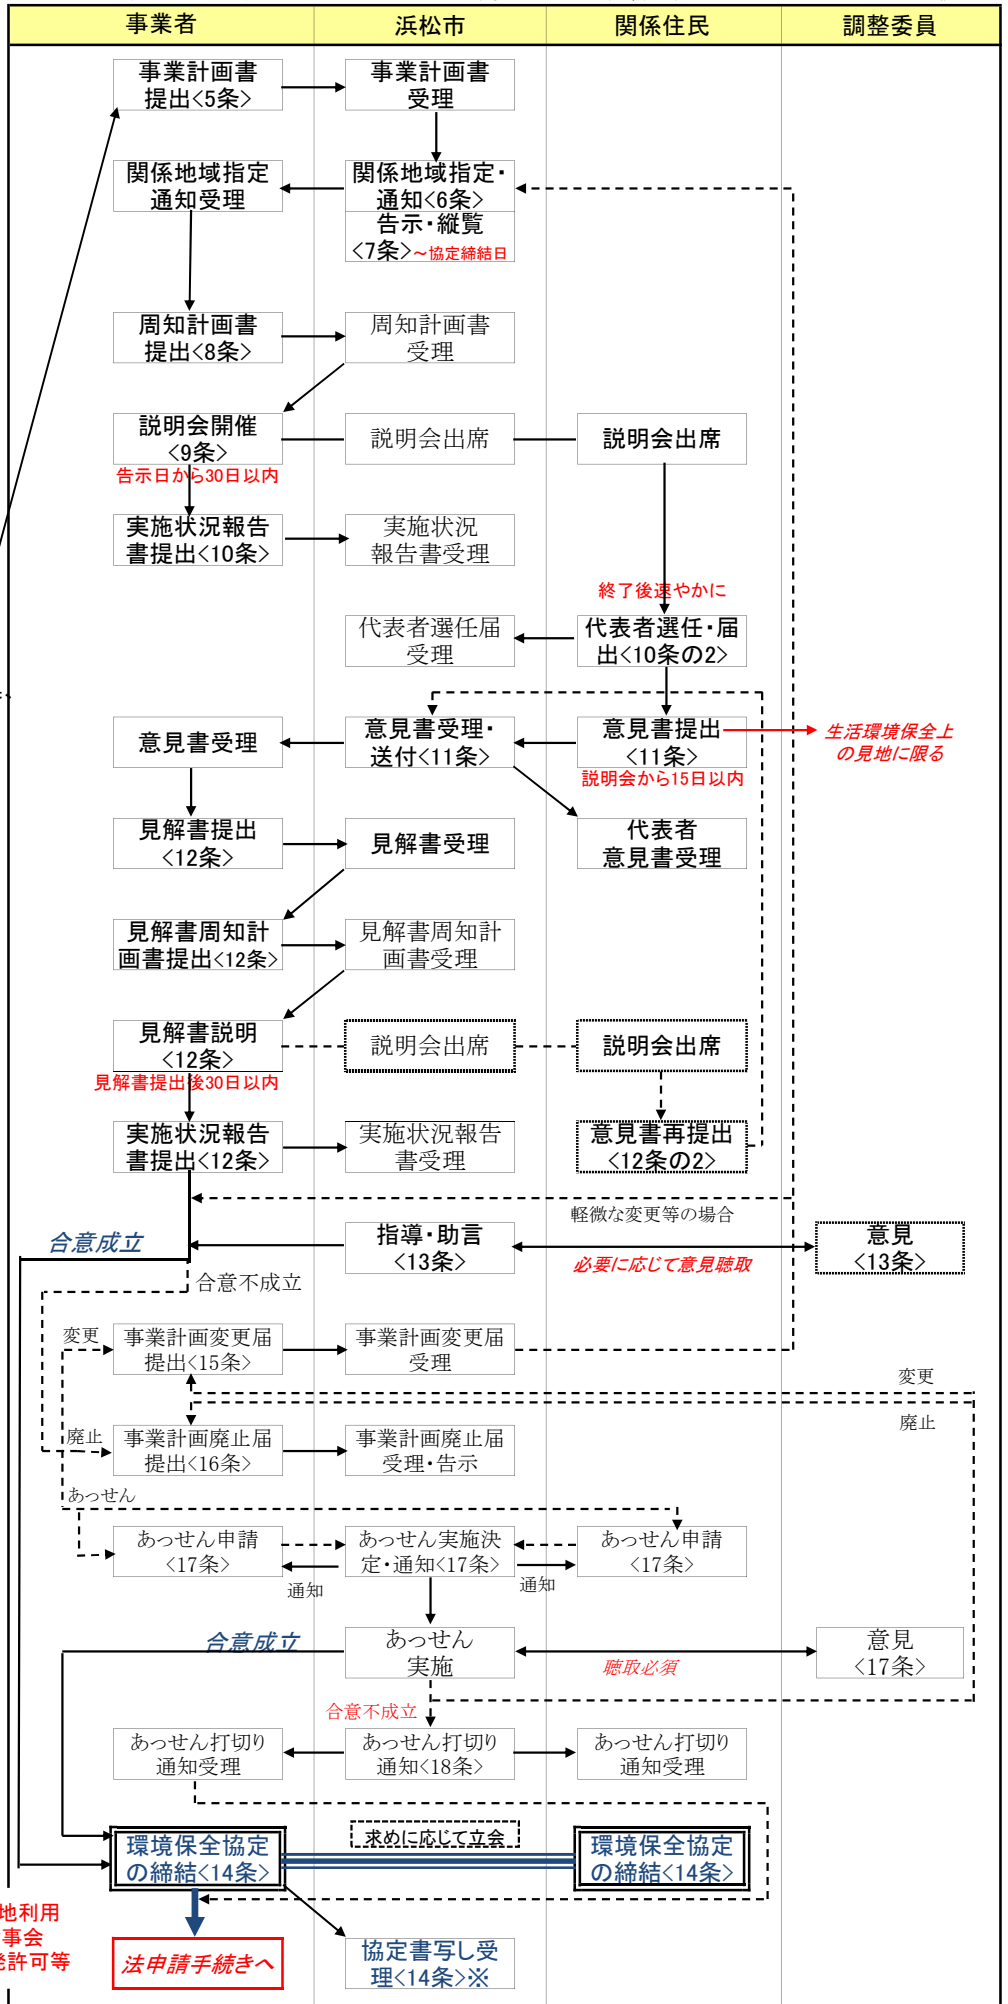 事業者
浜松市
関係住民
調整委員
事業計画書
提出<5条>
事業計画書
受理
関係地域指定
通知受理
関係地域指定・
通知<6条>
告示・縦覧
<7条>～協定締結日
周知計画書
提出<8条>
周知計画書
受理
説明会開催
<9条>
告示日から30日以内
説明会出席
説明会出席
実施状況報告
書提出<10条>
実施状況
報告書受理
終了後速やかに
代表者選任届
受理
代表者選任・届
出<10条の2>
意見書受理
意見書受理・
送付<11条>
意見書提出
<11条>
説明会から15日以内
生活環境保全上
の見地に限る
見解書提出
<12条>
見解書受理
代表者
意見書受理
見解書周知計
画書提出<12条>
見解書周知計
画書受理
見解書説明
<12条>
見解書提出後30日以内
説明会出席
説明会出席
実施状況報告
書提出<12条>
実施状況報告
書受理
意見書再提出
<12条の2>
軽微な変更等の場合
合意成立
指導・助言
<13条>
必要に応じて意見聴取
意見
<13条>
合意不成立
変更
事業計画変更届
提出<15条>
事業計画変更届
受理
変更
廃止
廃止
事業計画廃止届
提出<16条>
事業計画廃止届
受理・告示
あっせん
あっせん申請
<17条>
あっせん実施決
定・通知<17条>
あっせん申請
<17条>
通知
通知
合意成立
あっせん
実施
聴取必須
意見
<17条>
合意不成立
あっせん打切り
通知受理
あっせん打切り
通知<18条>
あっせん打切り
通知受理
環境保全協定
の締結<14条>
求めに応じて立会
環境保全協定
の締結<14条>
地利用
事会
発許可等
法申請手続きへ
協定書写し受
理<14条>※